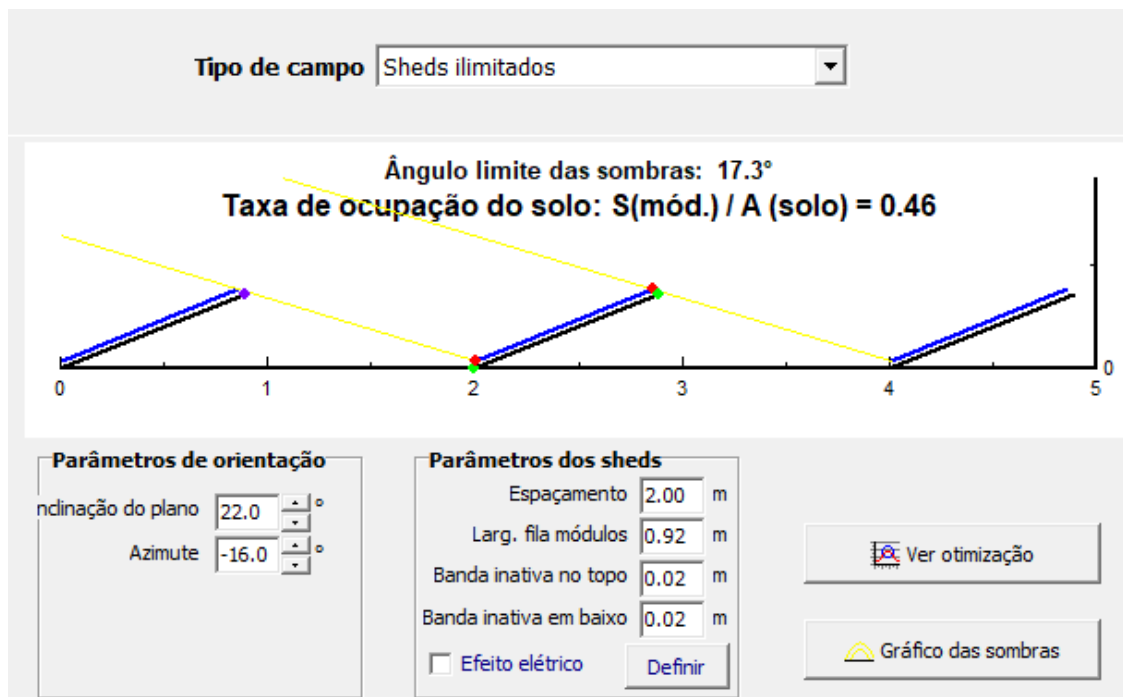 Tipo de campo Sheds ilimitados
Ângulo limite das sombras: 17.3°
Taxa de ocupação do solo: S(mód.) / A (solo) = 0.46
0
0 1 2 3 4 5
Parâmetros de orientação
nclinação do plano 22.0 °
Azimute -16.0 °
Parâmetros dos sheds
Espaçamento 2.00 m
Larg. fila módulos 0.92 m
Banda inativa no topo 0.02 m
Banda inativa em baixo 0.02 m
Efeito elétrico Definir
Ver otimização
Gráfico das sombras